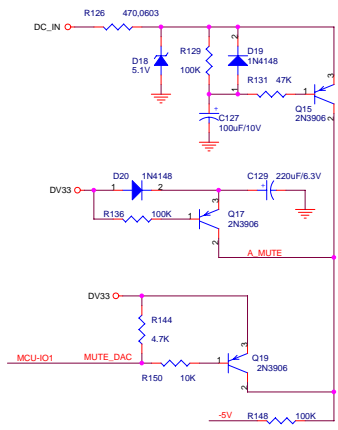 R126 470,0603
DC_IN
2
3
D18
5.1V
R129
100K
D19
1N4148
1
R131 47K
1
Q15
2N3906
2
+
C127
100uF/10V
D20 1N4148
C129 220uF/6.3V
DV33 1 2
+
3
R136 100K 1
Q17
2N3906
2
A_MUTE
DV33
R144
4.7K
3
Q19
2N3906
MCU-IO1 MUTE_DAC
1
R150 10K
2
-5V R148 100K